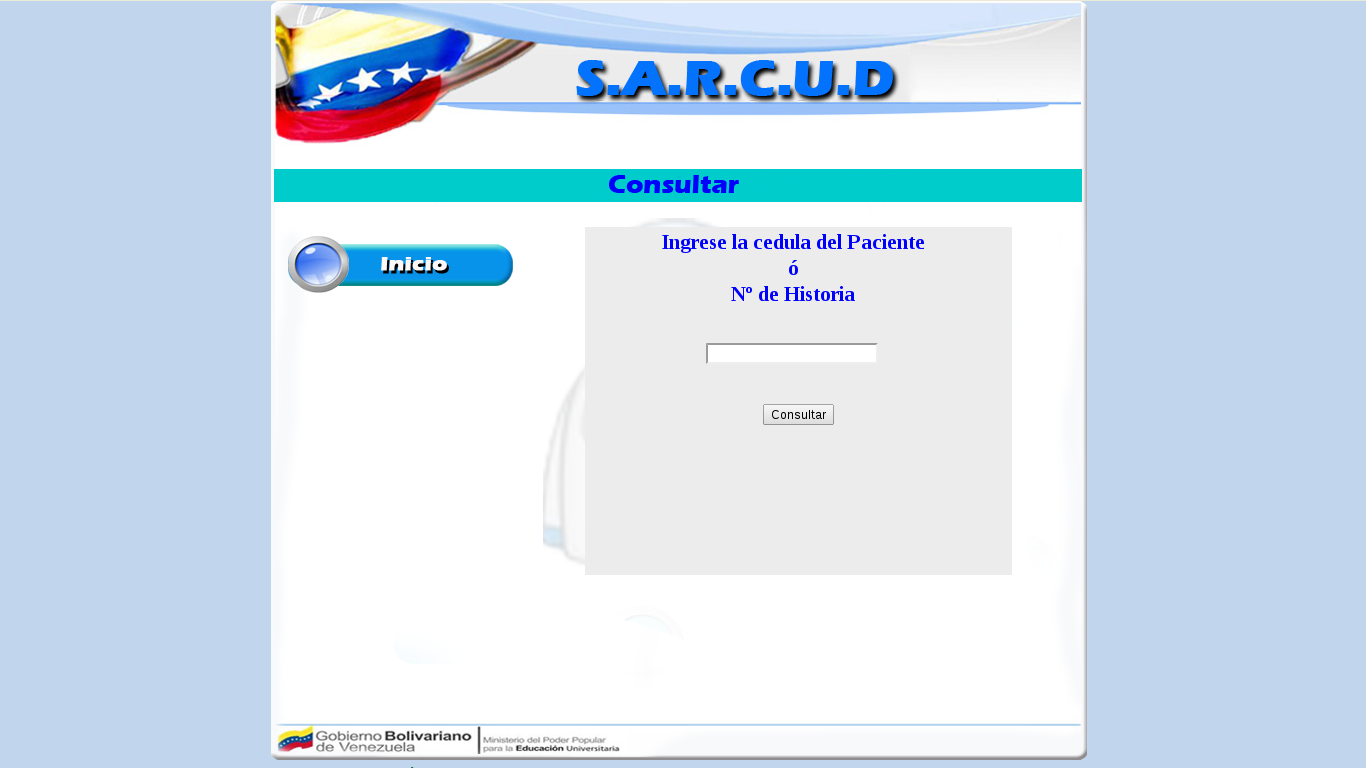 S.A.R.C.U.D
Consultar
Inicio
Ingrese la cedula del Paciente
ó
Nº de Historia
Consultar
Gobierno Bolivariano
de Venezuela
Ministerio del Poder Popular
para la Educación Universitaria